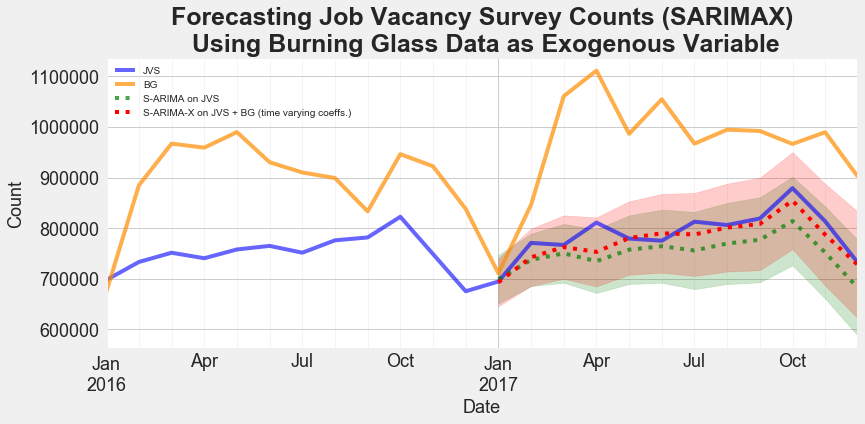 Forecasting Job Vacancy Survey Counts (SARIMAX)
Using Burning Glass Data as Exogenous Variable
JVS
BG
S-ARIMA on JVS
S-ARIMA-X on JVS + BG (time varying coeffs.)
Count
1100000
1000000
900000
800000
700000
600000
Jan Apr Jul Oct Jan Apr Jul Oct
2016 2017
Date